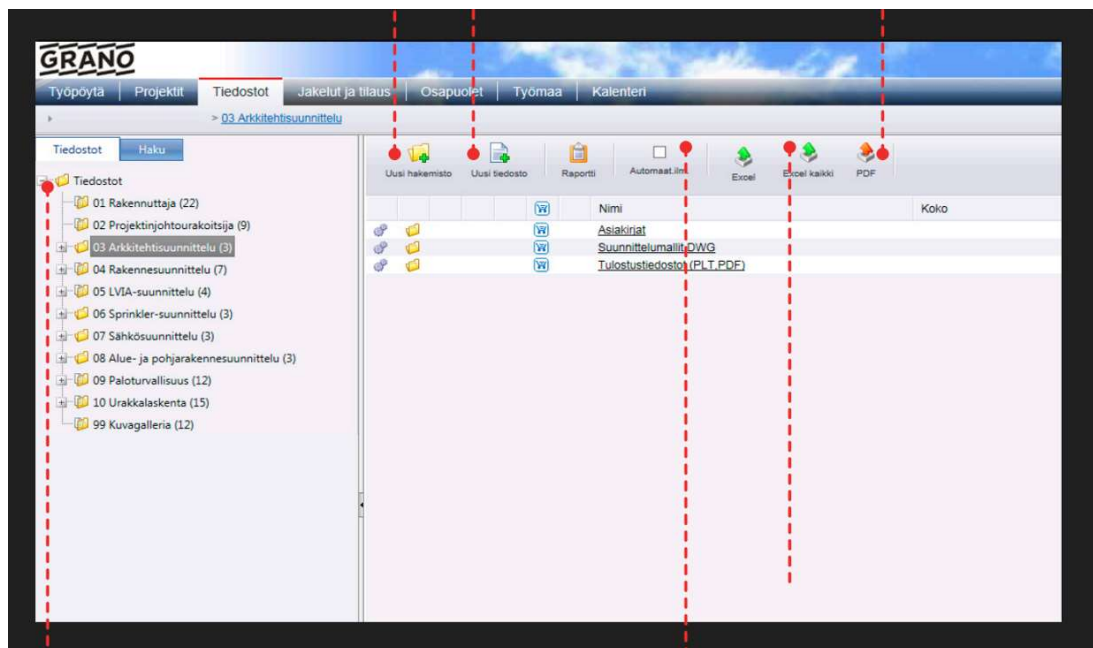 GRANO
Työpöytä Projektit Tiedostot Jakelut ja tilaus Osapuolet Työmaa Kalenteri
> 03 Arkkitehtisuunnittelu
Tiedostot Haku
Uusi hakemisto Uusi tiedosto Raportti Automaat.ilm. Excel Excel kaikki PDF
Tiedostot
01 Rakennuttaja (22)
02 Projektinjohtourakoitsija (9)
03 Arkkitehtisuunnittelu (3)
04 Rakennesuunnittelu (7)
05 LVIA-suunnittelu (4)
06 Sprinkler-suunnittelu (3)
07 Sähkösuunnittelu (3)
08 Alue- ja pohjarakennesuunnittelu (3)
09 Paloturvallisuus (12)
10 Urakkalaskenta (15)
99 Kuvagalleria (12)
Nimi Koko
Asiakirjat
Suunnittelumallit DWG
Tulostustiedostot (PLT,PDF)